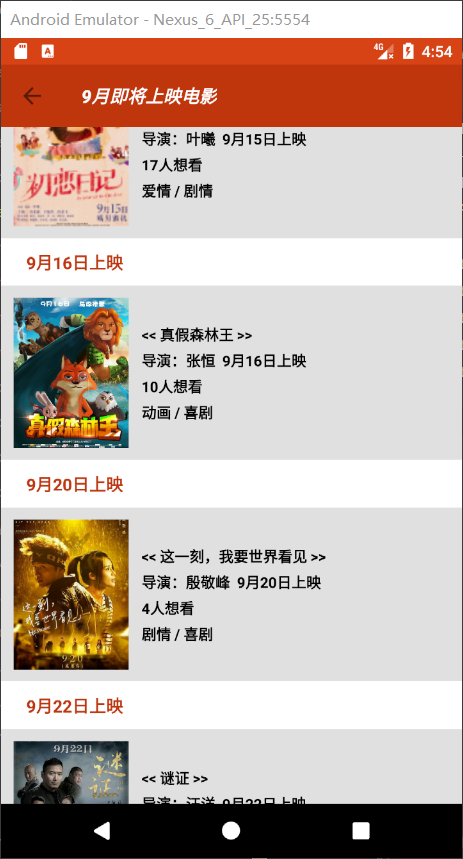 Android Emulator - Nexus_6_API_25:5554
4G
4:54
9月即将上映电影
初恋日记
9月15日
导演：叶曦 9月15日上映
17人想看
爱情 / 剧情
9月16日上映
真假森林王
<< 真假森林王 >>
导演：张恒 9月16日上映
10人想看
动画 / 喜剧
9月20日上映
这一刻，
我要世界看见
9.20
<< 这一刻，我要世界看见 >>
导演：殷敬峰 9月20日上映
4人想看
剧情 / 喜剧
9月22日上映
9月22日
谜证
<< 谜证 >>
导演：汪洋 9月22日上映